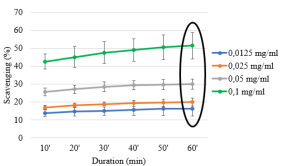 Scavenging (%)
70
60
50
40
30
20
10
0
10' 20' 30' 40' 50' 60'
Duration (min)
0,0125 mg/ml
0,025 mg/ml
0,05 mg/ml
0,1 mg/ml